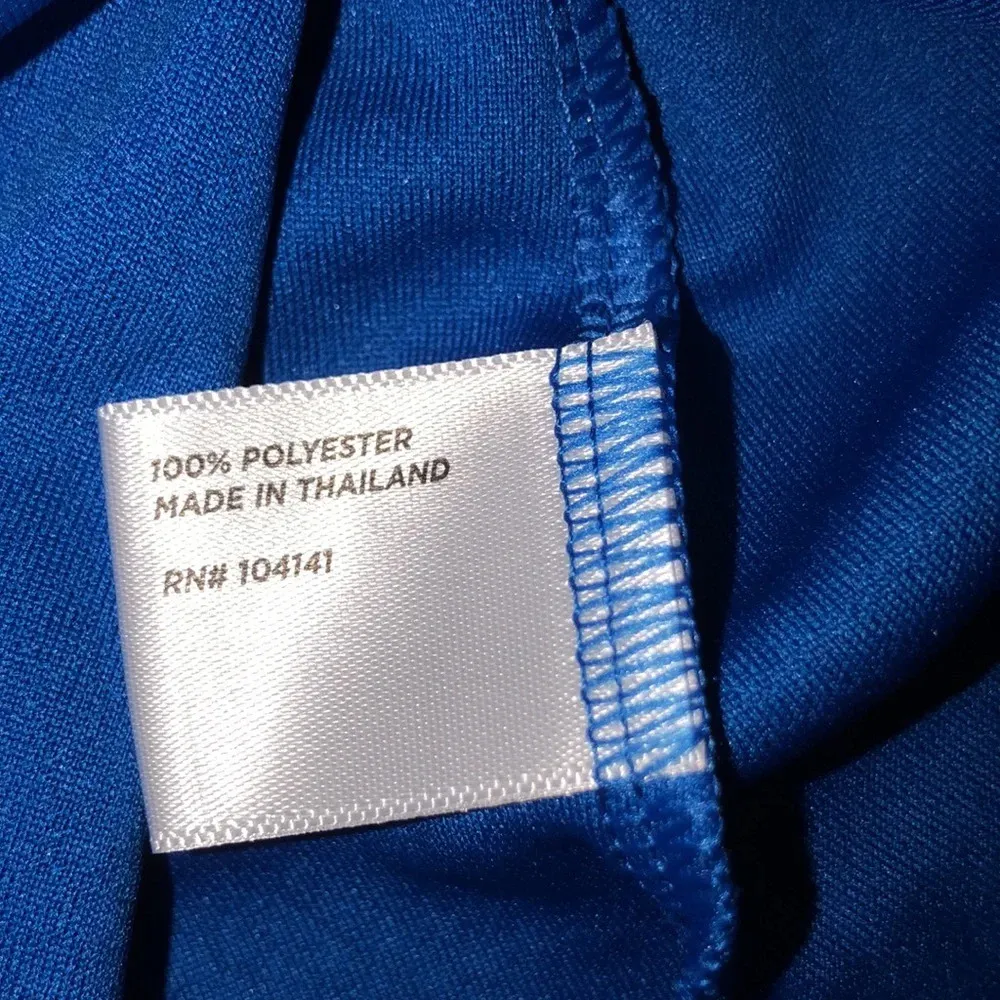 100% POLYESTER
MADE IN THAILAND
RN# 104141